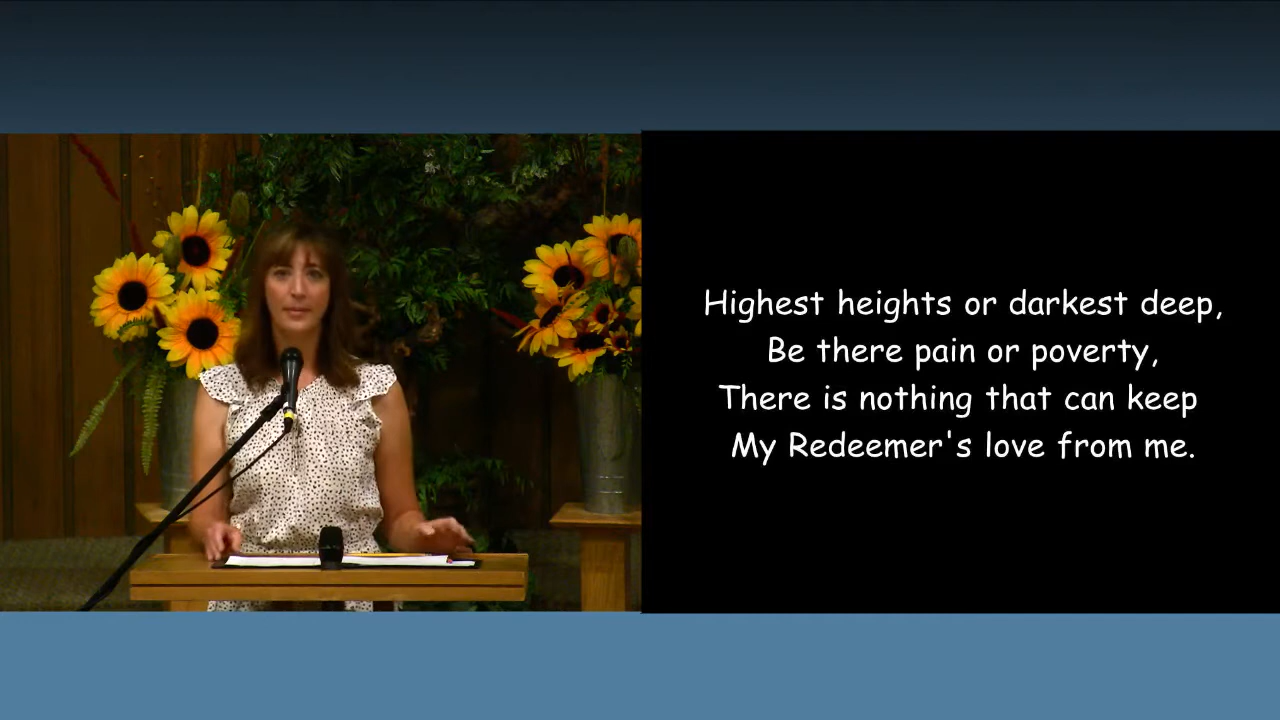 Highest heights or darkest deep,
Be there pain or poverty,
There is nothing that can keep
My Redeemer's love from me.